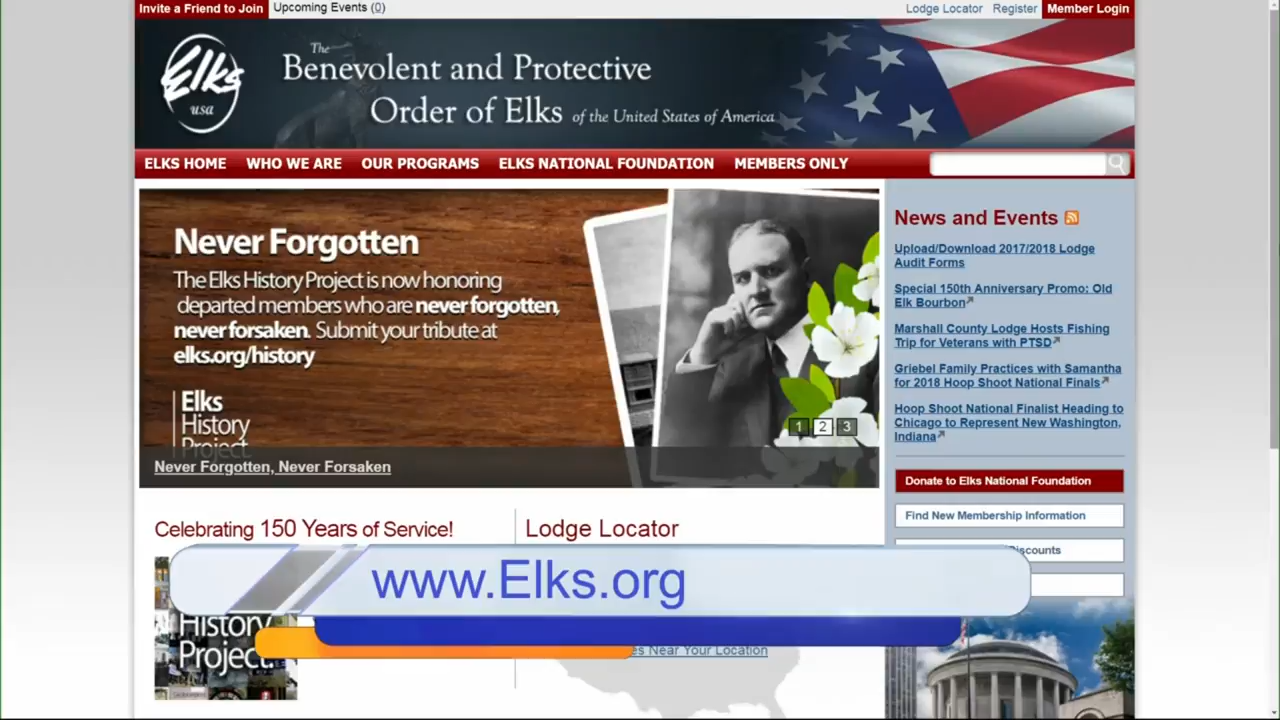 Invite a Friend to Join
Upcoming Events (0)
Lodge Locator Register Member Login
Elks
usa
The
Benevolent and Protective
Order of Elks of the United States of America
ELKS HOME WHO WE ARE OUR PROGRAMS ELKS NATIONAL FOUNDATION MEMBERS ONLY
Never Forgotten
The Elks History Project is now honoring
departed members who are never forgotten,
never forsaken. Submit your tribute at
elks.org/history
Elks
History
Project
1 2 3
Never Forgotten, Never Forsaken
News and Events
Upload/Download 2017/2018 Lodge
Audit Forms
Special 150th Anniversary Promo: Old
Elk Bourbon
Marshall County Lodge Hosts Fishing
Trip for Veterans with PTSD
Griebel Family Practices with Samantha
for 2018 Hoop Shoot National Finals
Hoop Shoot National Finalist Heading to
Chicago to Represent New Washington,
Indiana
Donate to Elks National Foundation
Find New Membership Information
Celebrating 150 Years of Service!
Lodge Locator
www.Elks.org
History
Project
Near Your Location